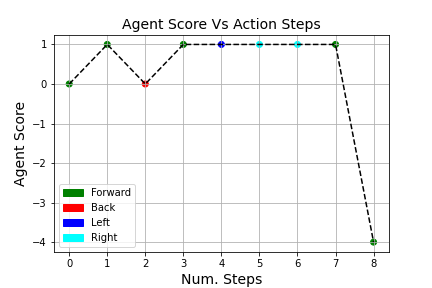 Agent Score Vs Action Steps
Agent Score
1
0
−1
−2
−3
−4
Forward
Back
Left
Right
0 1 2 3 4 5 6 7 8
Num. Steps